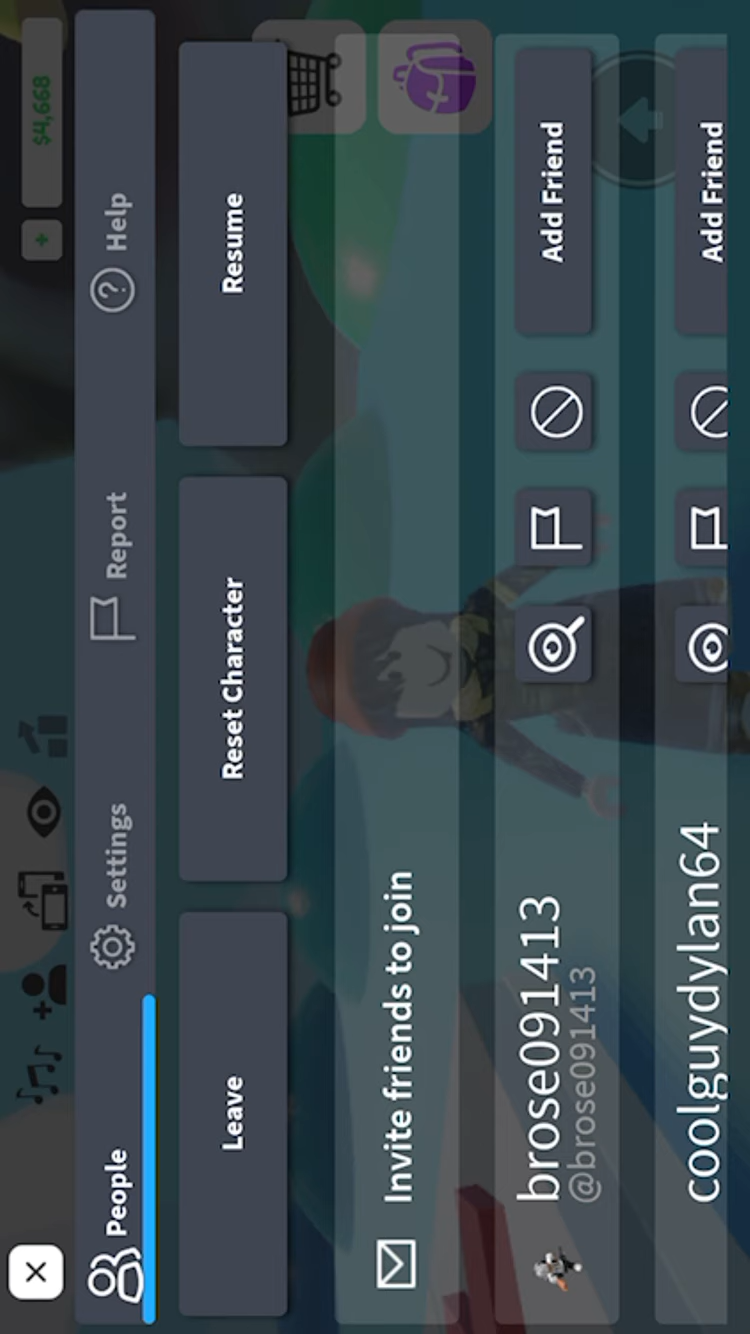 $4,668
+
People
Settings
Report
Help
Leave
Reset Character
Resume
Invite friends to join
brose091413
@brose091413
Add Friend
coolguydylan64
Add Friend